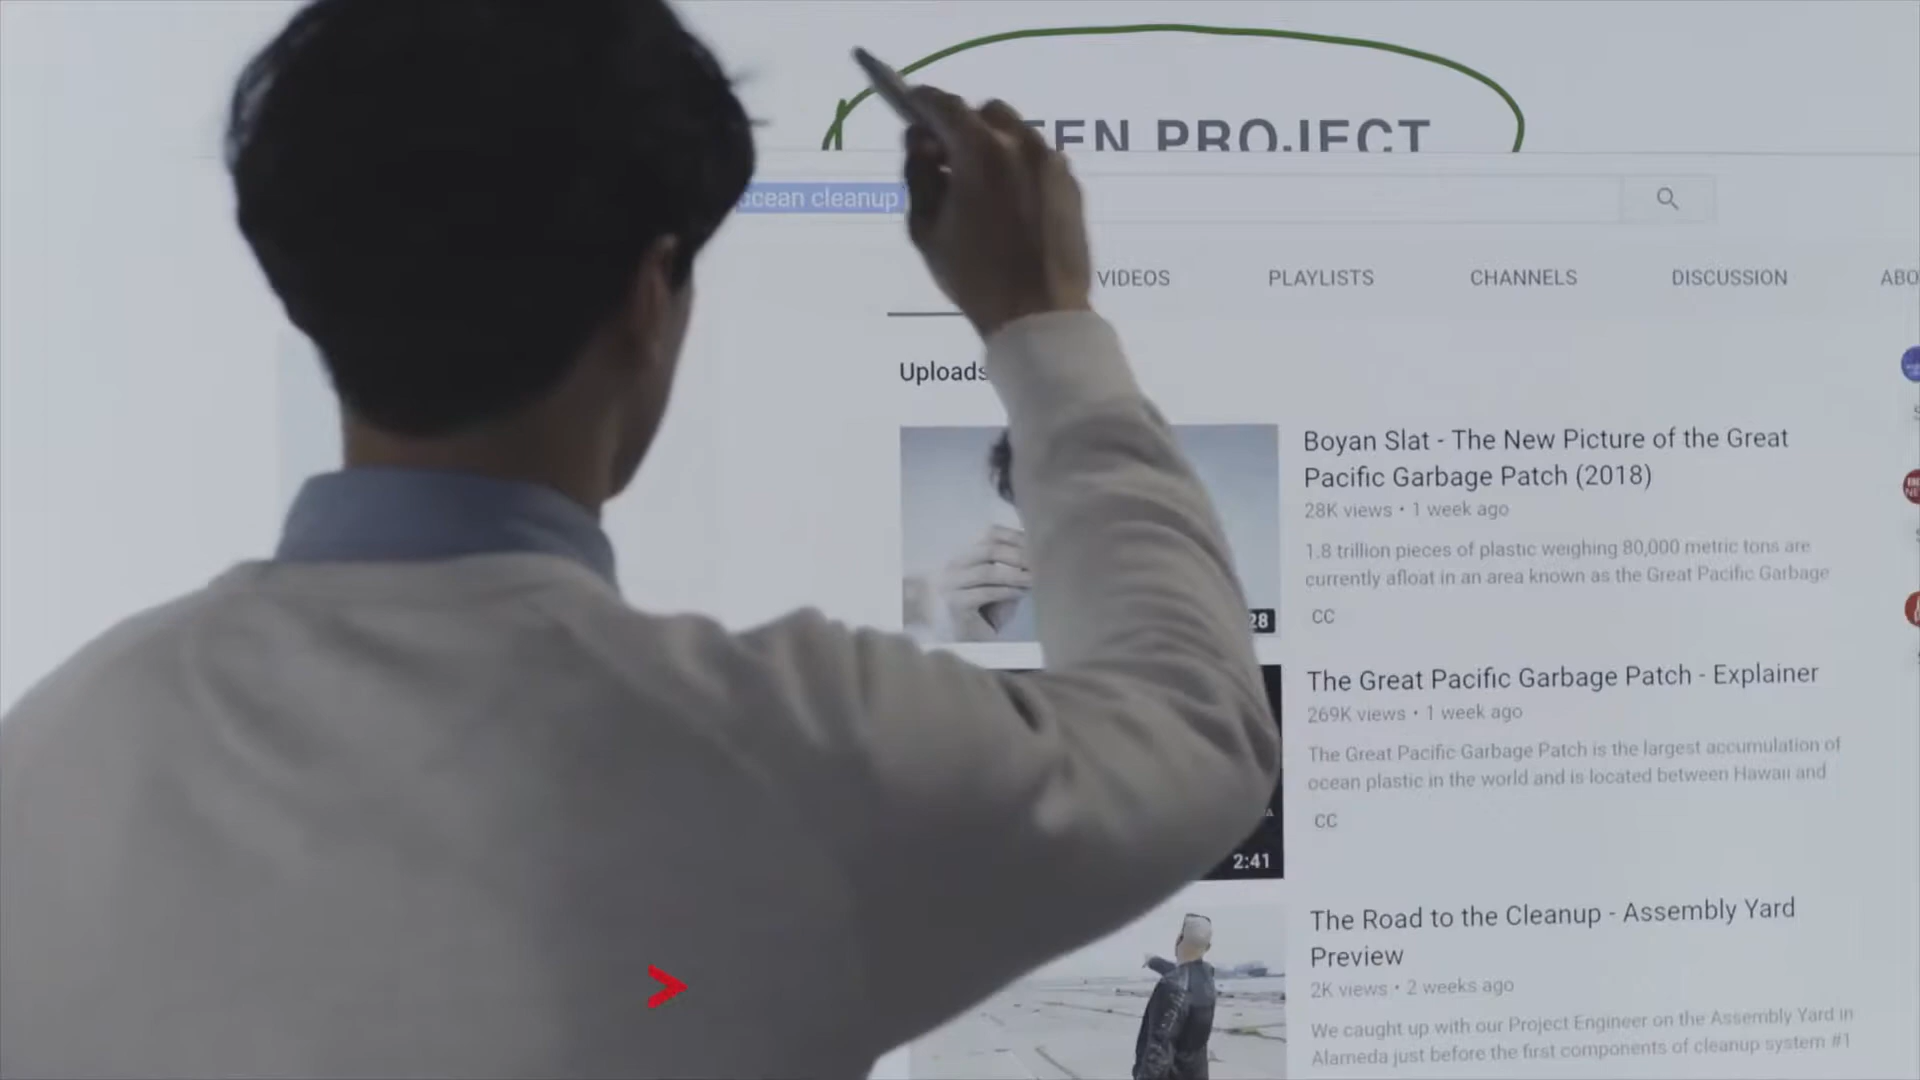 PROJECT
ocean cleanup
VIDEOS PLAYLISTS CHANNELS DISCUSSION
Uploads
Boyan Slat - The New Picture of the Great
Pacific Garbage Patch (2018)
28K views • 1 week ago
1.8 trillion pieces of plastic weighing 80,000 metric tons are
currently afloat in an area known as the Great Pacific Garbage
CC
28
The Great Pacific Garbage Patch - Explainer
269K views • 1 week ago
The Great Pacific Garbage Patch is the largest accumulation of
ocean plastic in the world and is located between Hawaii and
CC
2:41
The Road to the Cleanup - Assembly Yard
Preview
2K views • 2 weeks ago
We caught up with our Project Engineer on the Assembly Yard in
Alameda just before the first components of cleanup system #1